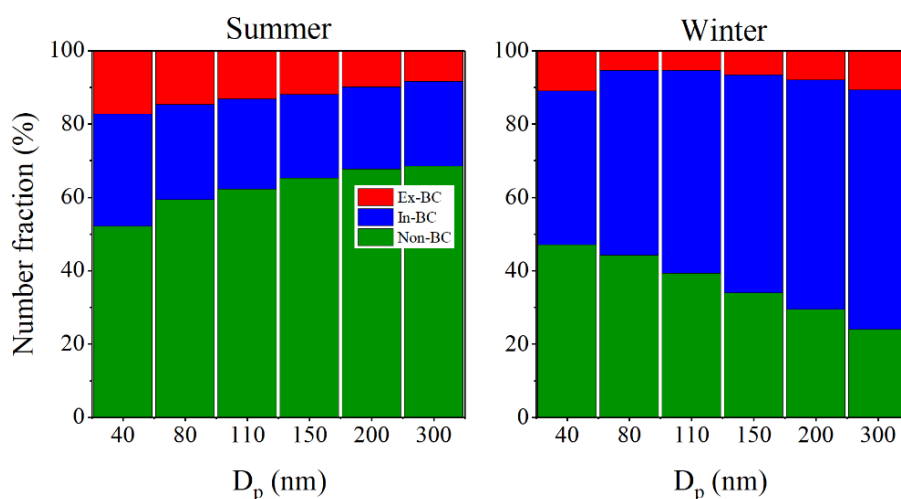 Summer
Winter
Number fraction (%)
100
80
60
40
20
0
Ex-BC
In-BC
Non-BC
40 80 110 150 200 300
Dp (nm)
100
80
60
40
20
0
40 80 110 150 200 300
Dp (nm)